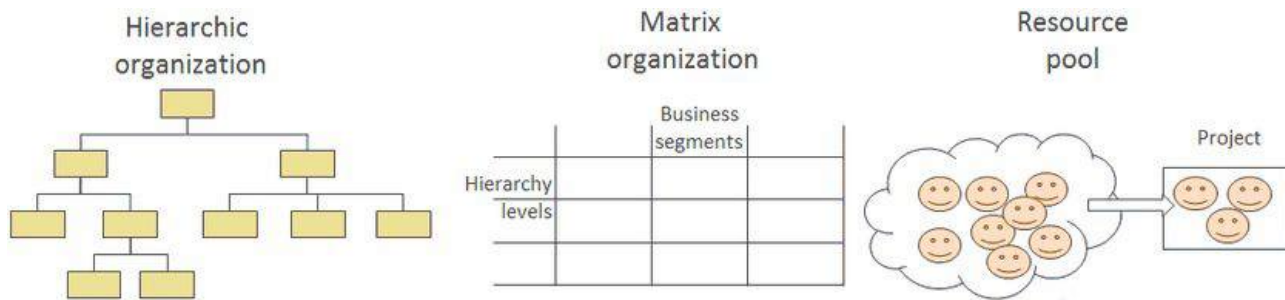 Hierarchic
organization
Matrix
organization
Business
segments
Hierarchy
levels
Resource
pool
Project